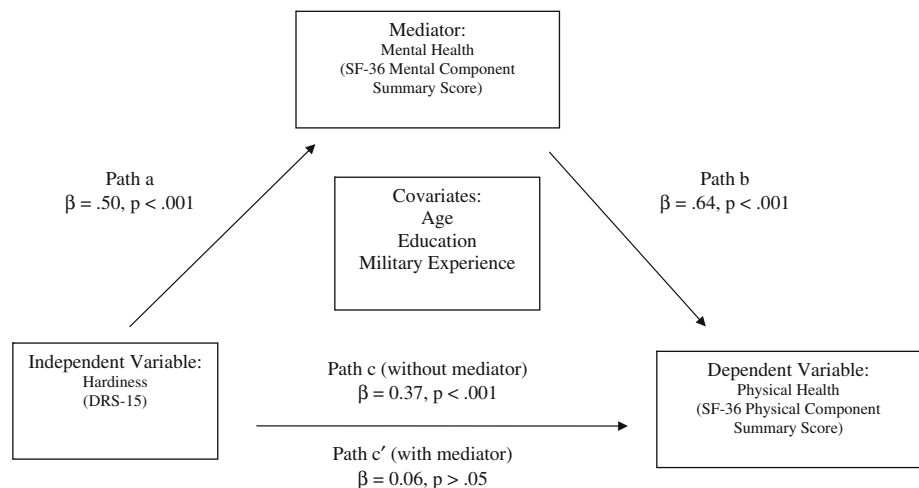 Mediator:
Mental Health
(SF-36 Mental Component
Summary Score)
Path a
β = .50, p < .001
Covariates:
Age
Education
Military Experience
Path b
β = .64, p < .001
Independent Variable:
Hardiness
(DRS-15)
Path c (without mediator)
β = 0.37, p < .001
Path c′ (with mediator)
β = 0.06, p > .05
Dependent Variable:
Physical Health
(SF-36 Physical Component
Summary Score)